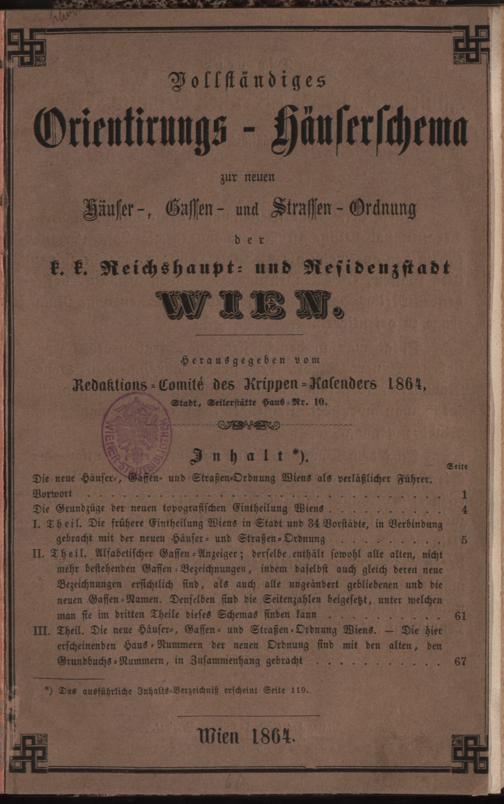 Vollständiges
Orientirungs - Häuserschema
zur neuen
Häuser-, Gassen- und Strassen-Ordnung
der
k. k. Reichshaupt- und Residenzstadt
WIEN.
Herausgegeben vom
Redaktions-Comité des Krippen-Kalenders 1864,
Stadt, Seilerstätte Haus-Nr. 10.
Inhalt*).
Seite
Die neue Häuser-, Gassen- und Straßen-Ordnung Wiens als verläßlicher Führer.
Vorwort . . . . . . . . . . 1
Die Grundzüge der neuen topografischen Eintheilung Wiens . . . . . . 4
I. Theil. Die frühere Eintheilung Wiens in Stadt und 34 Vorstädte, in Verbindung
gebracht mit der neuen Häuser- und Straßen-Ordnung . . . . . . 5
II. Theil. Alfabetischer Gassen-Anzeiger; derselbe enthält sowohl alle alten, nicht
mehr bestehenden Gassen-Bezeichnungen, indem daselbst auch gleich deren neue
Bezeichnungen ersichtlich sind, als auch alle ungeändert gebliebenen und die
neuen Gassen-Namen. Denselben sind die Seitenzahlen beigesetzt, unter welchen
man sie im dritten Theile dieses Schemas finden kann . . . . . . 61
III. Theil. Die neue Häuser-, Gassen- und Straßen-Ordnung Wiens. — Die hier
erscheinenden Haus-Nummern der neuen Ordnung sind mit den alten, den
Grundbuchs-Nummern, in Zusammenhang gebracht . . . . . . 67
*) Das ausführliche Inhalts-Verzeichniß erscheint Seite 119.
Wien 1864.